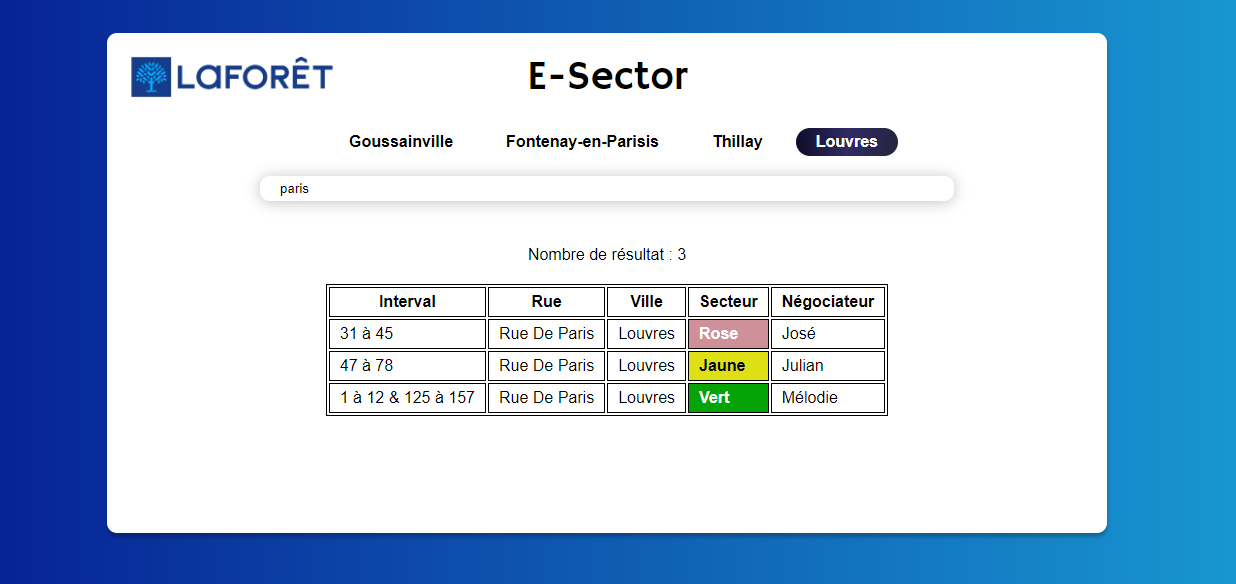 LAFORÊT
E-Sector
Goussainville Fontenay-en-Parisis Thillay Louvres
paris
Nombre de résultat : 3
Interval Rue Ville Secteur Négociateur
31 à 45 Rue De Paris Louvres Rose José
47 à 78 Rue De Paris Louvres Jaune Julian
1 à 12 & 125 à 157 Rue De Paris Louvres Vert Mélodie